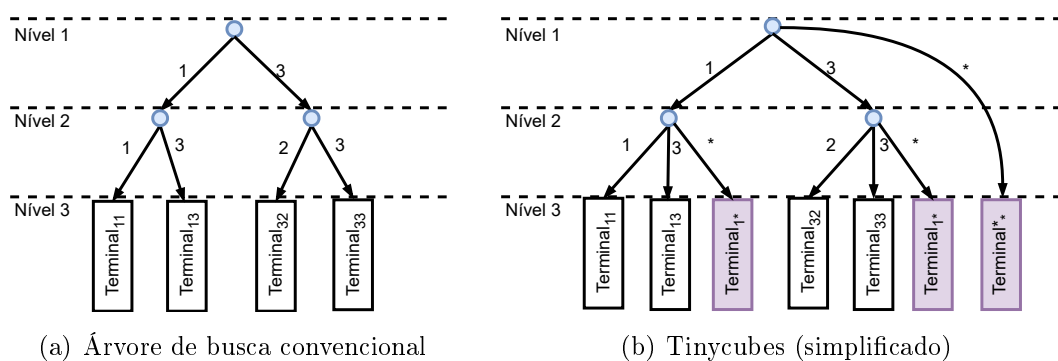 Nível 1
1
3
Nível 2
1
3
2
3
Nível 3
Terminal11
Terminal13
Terminal32
Terminal33
(a) Árvore de busca convencional
Nível 1
1
3
*
Nível 2
1
3
*
2
3
*
Nível 3
Terminal11
Terminal13
Terminal1*
Terminal32
Terminal33
Terminal1*
Terminal**
(b) Tinycubes (simplificado)